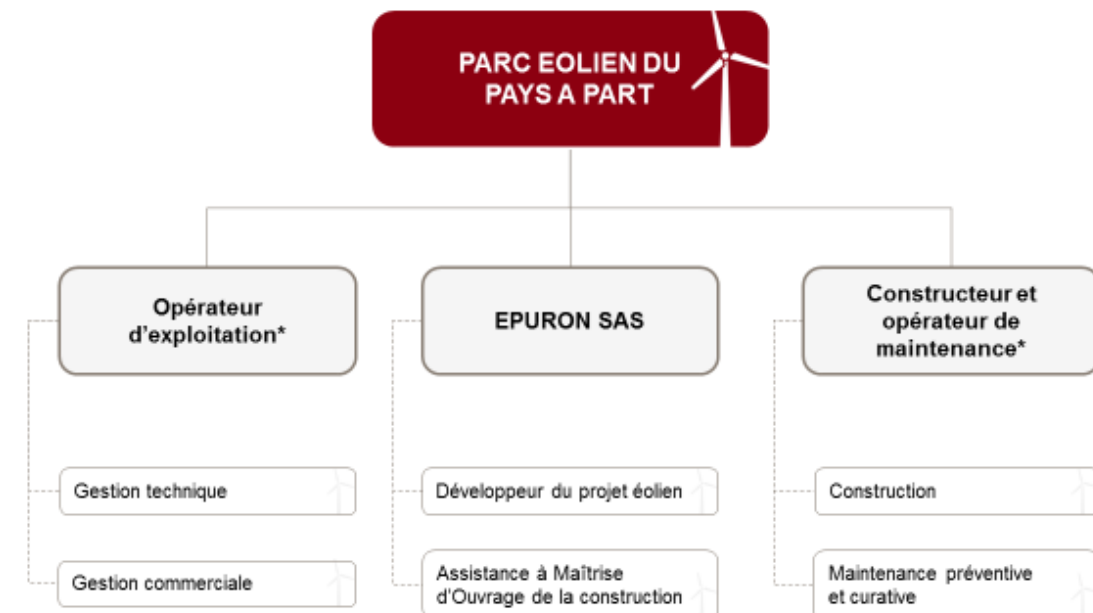 PARC EOLIEN DU
PAYS A PART
Opérateur
d'exploitation*
EPURON SAS
Constructeur et
opérateur de
maintenance*
Gestion technique
Développeur du projet éolien
Construction
Gestion commerciale
Assistance à Maîtrise
d'Ouvrage de la construction
Maintenance préventive
et curative